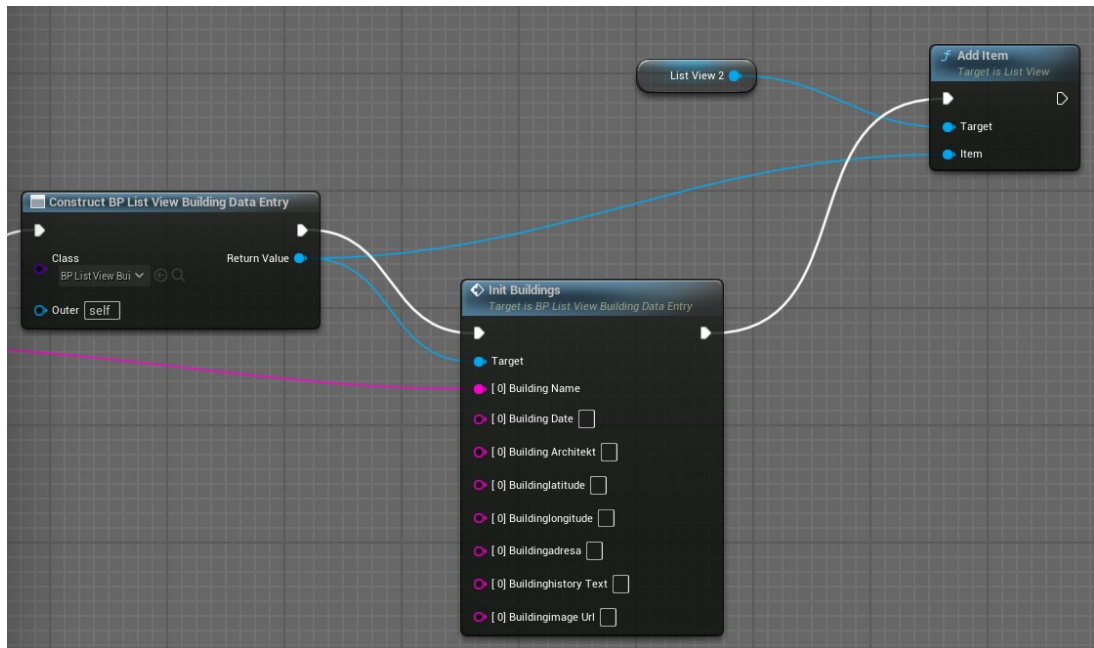 Add Item
Target is List View
List View 2
Target
Item
Construct BP List View Building Data Entry
Class
Return Value
BP List View Bui
Outer
self
Init Buildings
Target is BP List View Building Data Entry
Target
[ 0] Building Name
[ 0] Building Date
[ 0] Building Architekt
[ 0] Buildinglatitude
[ 0] Buildinglongitude
[ 0] Buildingadresa
[ 0] Buildinghistory Text
[ 0] Buildingimage Url